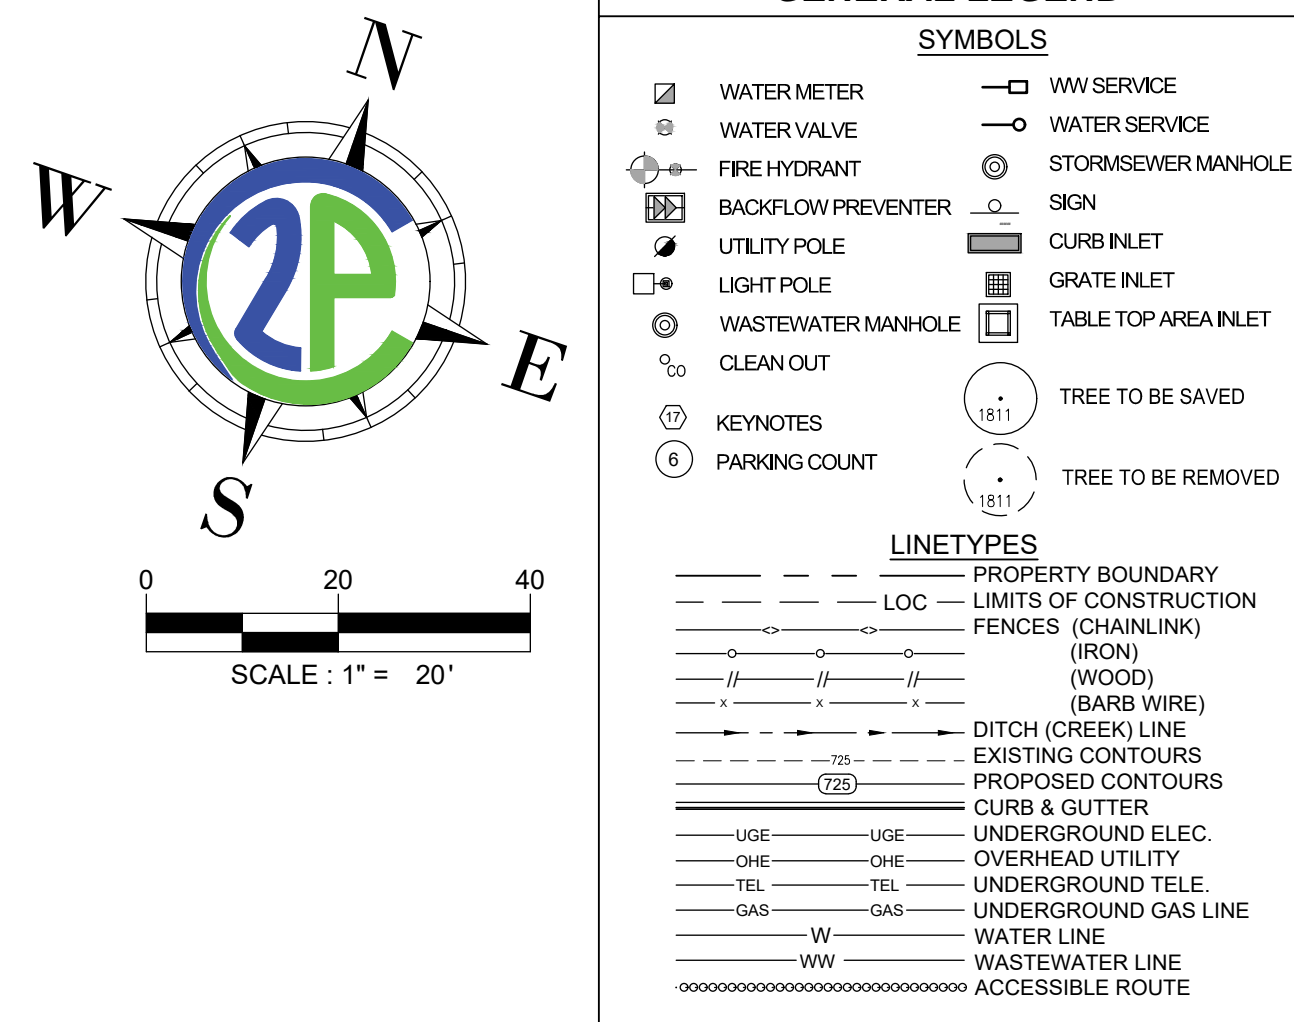 N
W
E
S
2P
0 20 40
SCALE : 1" = 20'
GENERAL LEGEND
SYMBOLS
WATER METER
WATER VALVE
FIRE HYDRANT
BACKFLOW PREVENTER
UTILITY POLE
LIGHT POLE
WASTEWATER MANHOLE
CO CLEAN OUT
17 KEYNOTES
6 PARKING COUNT
WW SERVICE
WATER SERVICE
STORMSEWER MANHOLE
SIGN
CURB INLET
GRATE INLET
TABLE TOP AREA INLET
1811 TREE TO BE SAVED
1811 TREE TO BE REMOVED
LINETYPES
PROPERTY BOUNDARY
LOC LIMITS OF CONSTRUCTION
<> <> FENCES (CHAINLINK)
(IRON)
// // // (WOOD)
x x x (BARB WIRE)
DITCH (CREEK) LINE
725 EXISTING CONTOURS
725 PROPOSED CONTOURS
CURB & GUTTER
UGE UGE UNDERGROUND ELEC.
OHE OHE OVERHEAD UTILITY
TEL TEL UNDERGROUND TELE.
GAS GAS UNDERGROUND GAS LINE
W WATER LINE
WW WASTEWATER LINE
ACCESSIBLE ROUTE